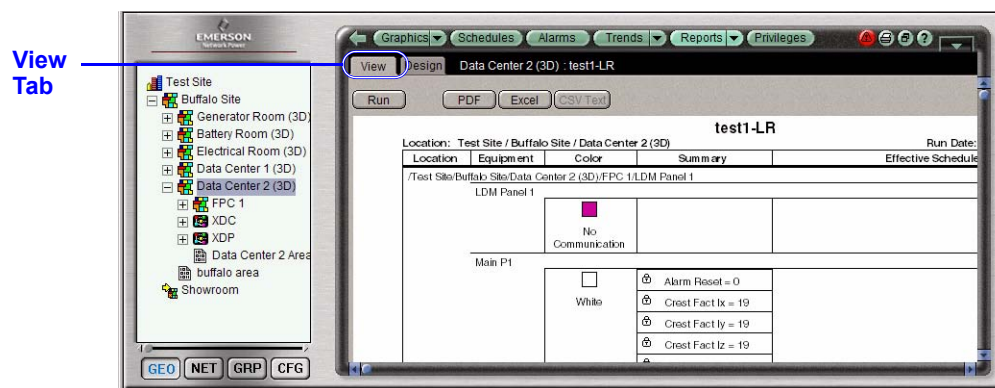 View
Tab
EMERSON
Network Power
Graphics Schedules Alarms Trends Reports Privileges
View Design Data Center 2 (3D) : test1-LR
Run PDF Excel CSV Text
Test Site
Buffalo Site
Generator Room (3D)
Battery Room (3D)
Electrical Room (3D)
Data Center 1 (3D)
Data Center 2 (3D)
FPC 1
XDC
XDP
Data Center 2 Area
buffalo area
Showroom
GEO NET GRP CFG
test1-LR
Location: Test Site / Buffalo Site / Data Center 2 (3D) Run Date:
Location Equipment Color Summary Effective Schedule
/Test Site/Buffalo Site/Data Center 2 (3D)/FPC 1/LDM Panel 1
LDM Panel 1
No
Communication
Main P1
White
Alarm Reset = 0
Crest Fact Ix = 19
Crest Fact Iy = 19
Crest Fact Iz = 19